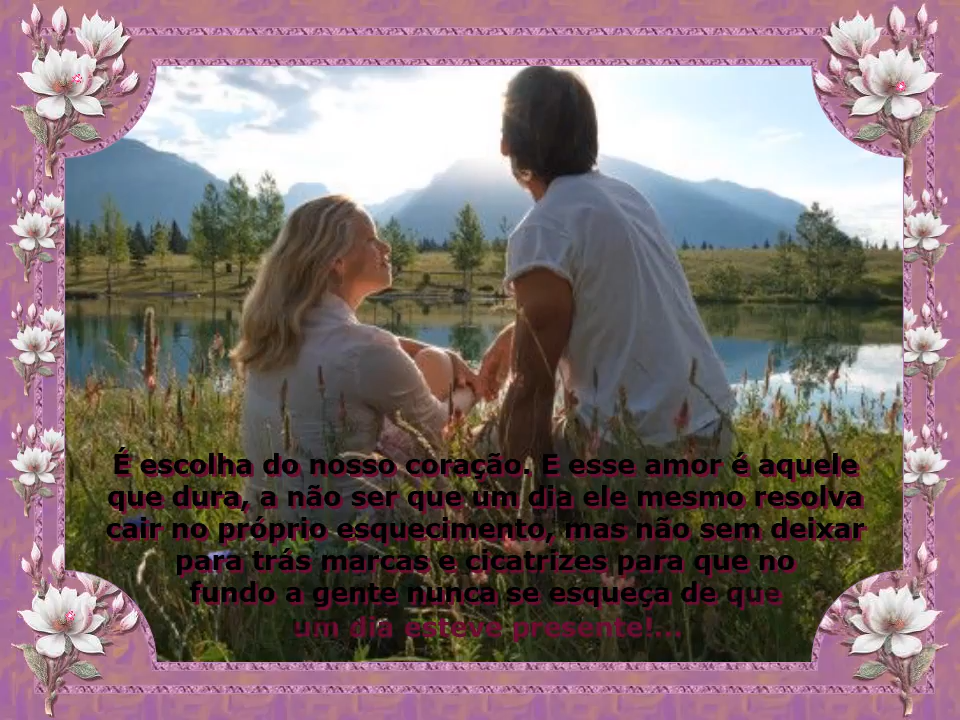 É escolha do nosso coração. E esse amor é aquele
que dura, a não ser que um dia ele mesmo resolva
cair no próprio esquecimento, mas não sem deixar
para trás marcas e cicatrizes para que no
fundo a gente nunca se esqueça de que
um dia esteve presente!...